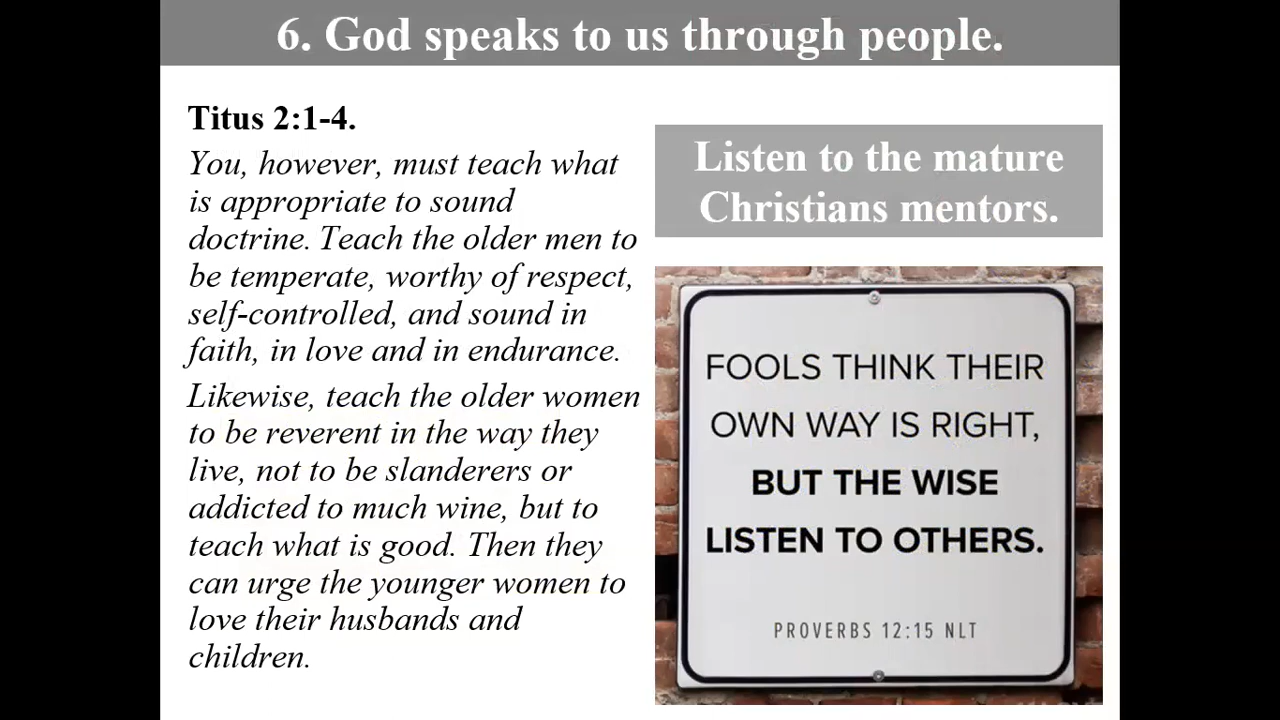 6. God speaks to us through people.
Titus 2:1-4.
You, however, must teach what
is appropriate to sound
doctrine. Teach the older men to
be temperate, worthy of respect,
self-controlled, and sound in
faith, in love and in endurance.
Likewise, teach the older women
to be reverent in the way they
live, not to be slanderers or
addicted to much wine, but to
teach what is good. Then they
can urge the younger women to
love their husbands and
children.
Listen to the mature
Christians mentors.
FOOLS THINK THEIR
OWN WAY IS RIGHT,
BUT THE WISE
LISTEN TO OTHERS.
PROVERBS 12:15 NLT